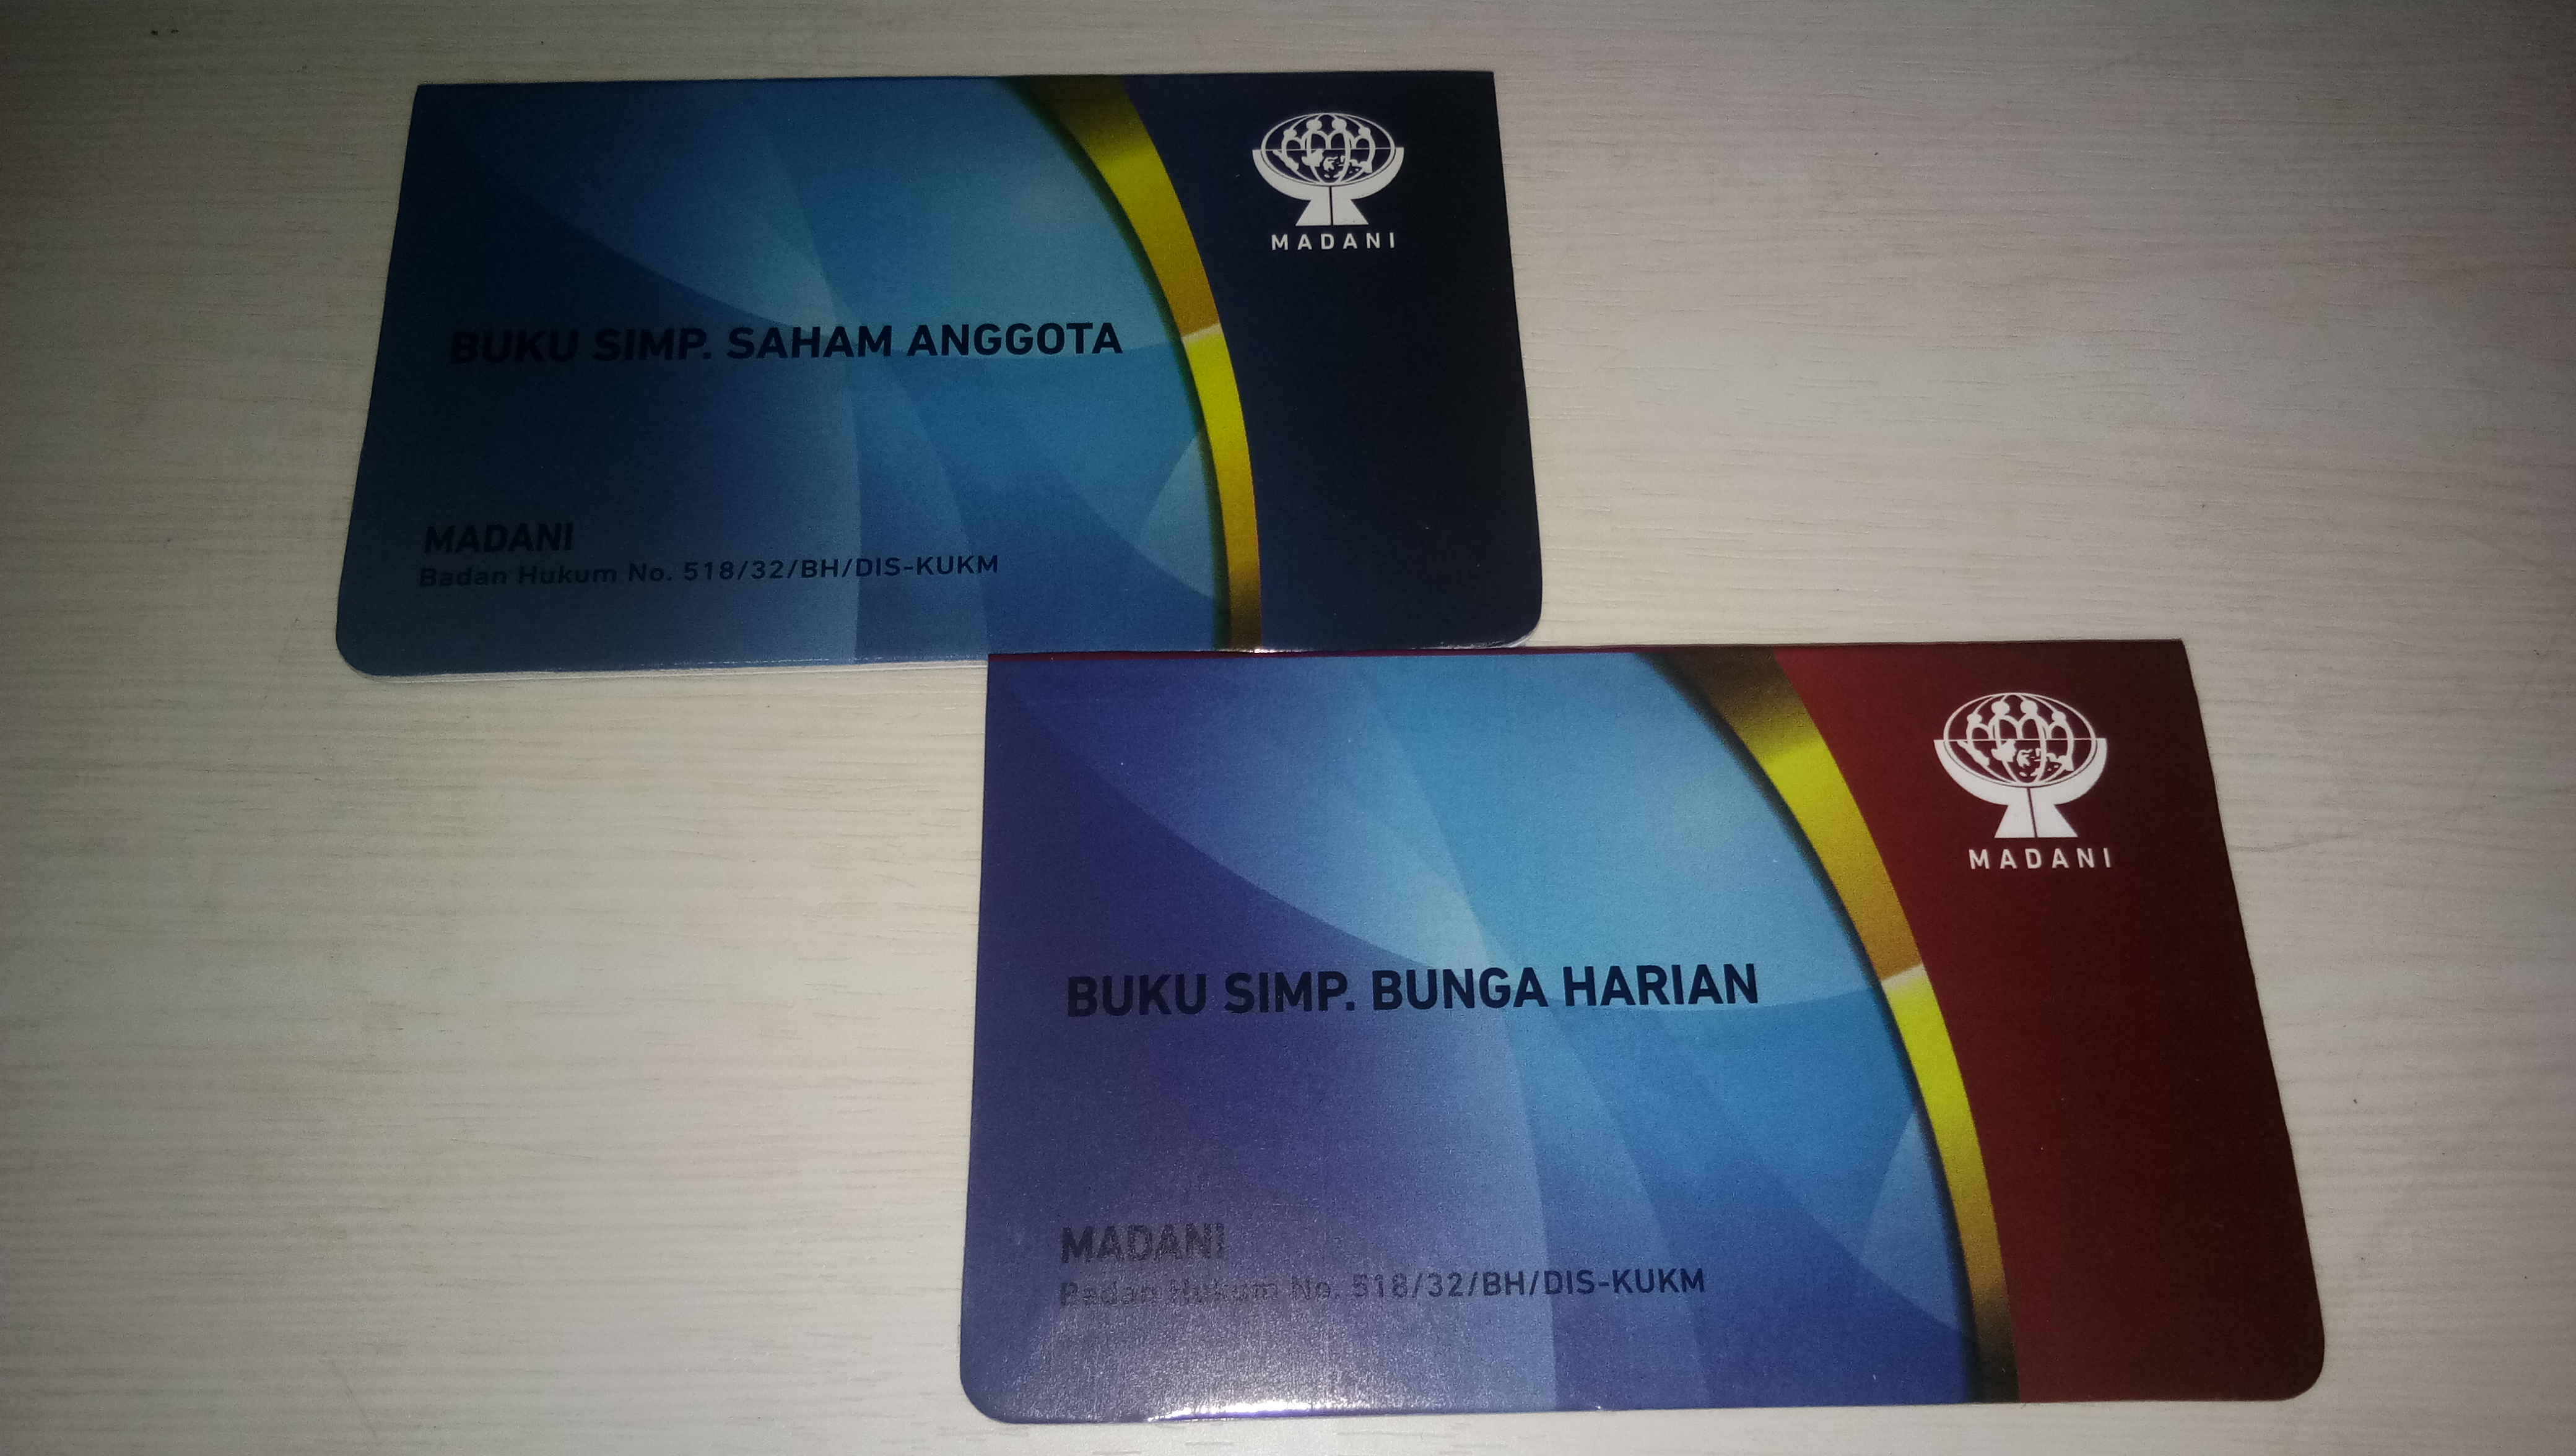 MADANI
BUKU SIMP. SAHAM ANGGOTA
MADANI
Badan Hukum No. 518/32/BH/DIS-KUKM
MADANI
BUKU SIMP. BUNGA HARIAN
MADANI
Badan Hukum No. 518/32/BH/DIS-KUKM